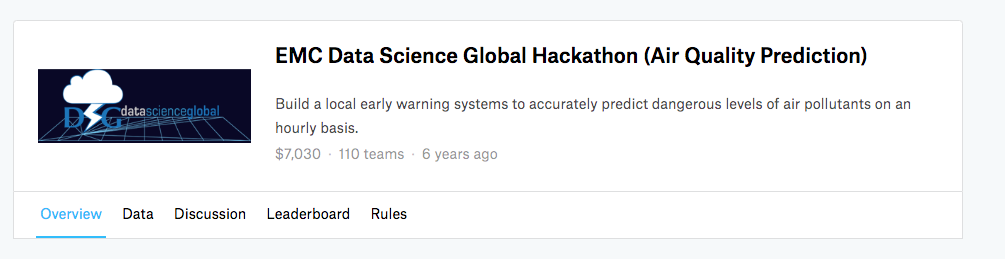 EMC Data Science Global Hackathon (Air Quality Prediction)
DSG datascienceglobal
Build a local early warning systems to accurately predict dangerous levels of air pollutants on an
hourly basis.
$7,030 · 110 teams · 6 years ago
Overview Data Discussion Leaderboard Rules